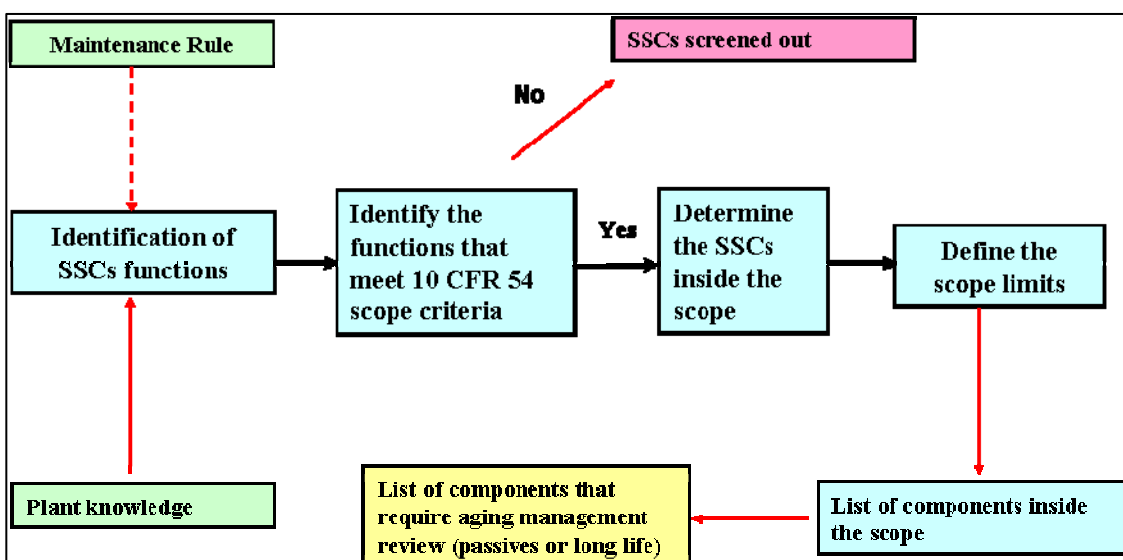 Maintenance Rule
SSCs screened out
No
Identification of
SSCs functions
Identify the
functions that
meet 10 CFR 54
scope criteria
Yes
Determine
the SSCs
inside the
scope
Define the
scope limits
Plant knowledge
List of components that
require aging management
review (passives or long life)
List of components inside
the scope